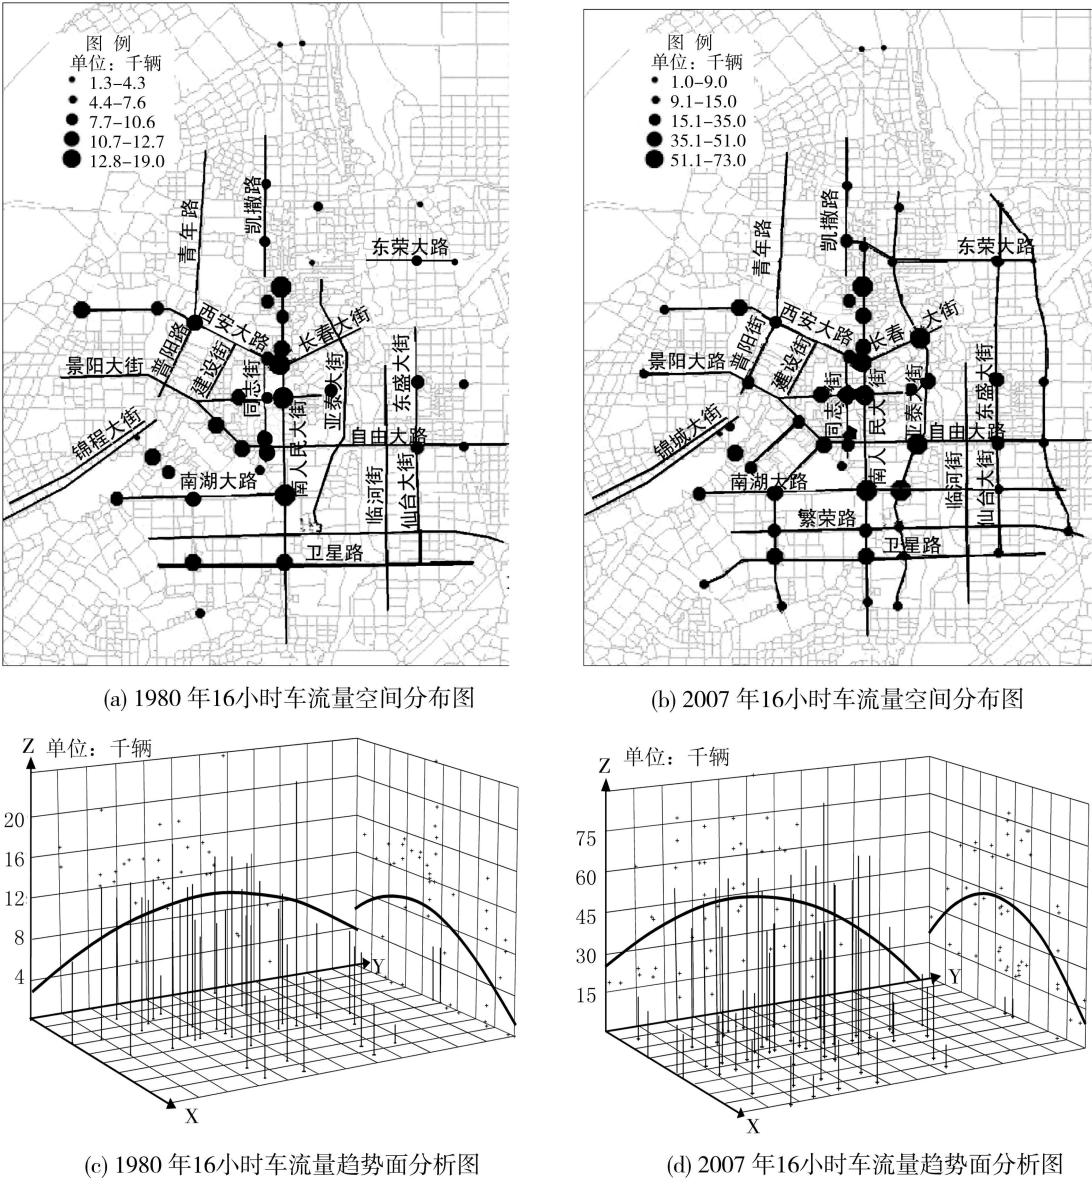 图 例
单位：千辆
1.3–4.3
4.4–7.6
7.7–10.6
10.7–12.7
12.8–19.0
青年路
凯撒路
东荣大路
西安大路
长春大街
普阳路
建设街
景阳大街
同志街
亚泰大街
东盛大街
锦程大街
南人民大街
自由大路
南湖大路
临河街
仙台大街
卫星路
(a) 1980 年16小时车流量空间分布图
图 例
单位：千辆
1.0–9.0
9.1–15.0
15.1–35.0
35.1–51.0
51.1–73.0
青年路
凯撒路
东荣大路
西安大路
长春大街
普阳街
建设街
景阳大路
同志街
南人民大街
亚泰大街
东盛大街
锦城大街
自由大路
南湖大路
临河街
仙台大街
繁荣路
卫星路
(b) 2007 年16小时车流量空间分布图
Z 单位：千辆
20
16
12
8
4
Y
X
(c) 1980 年16小时车流量趋势面分析图
Z 单位：千辆
75
60
45
30
15
Y
X
(d) 2007 年16小时车流量趋势面分析图